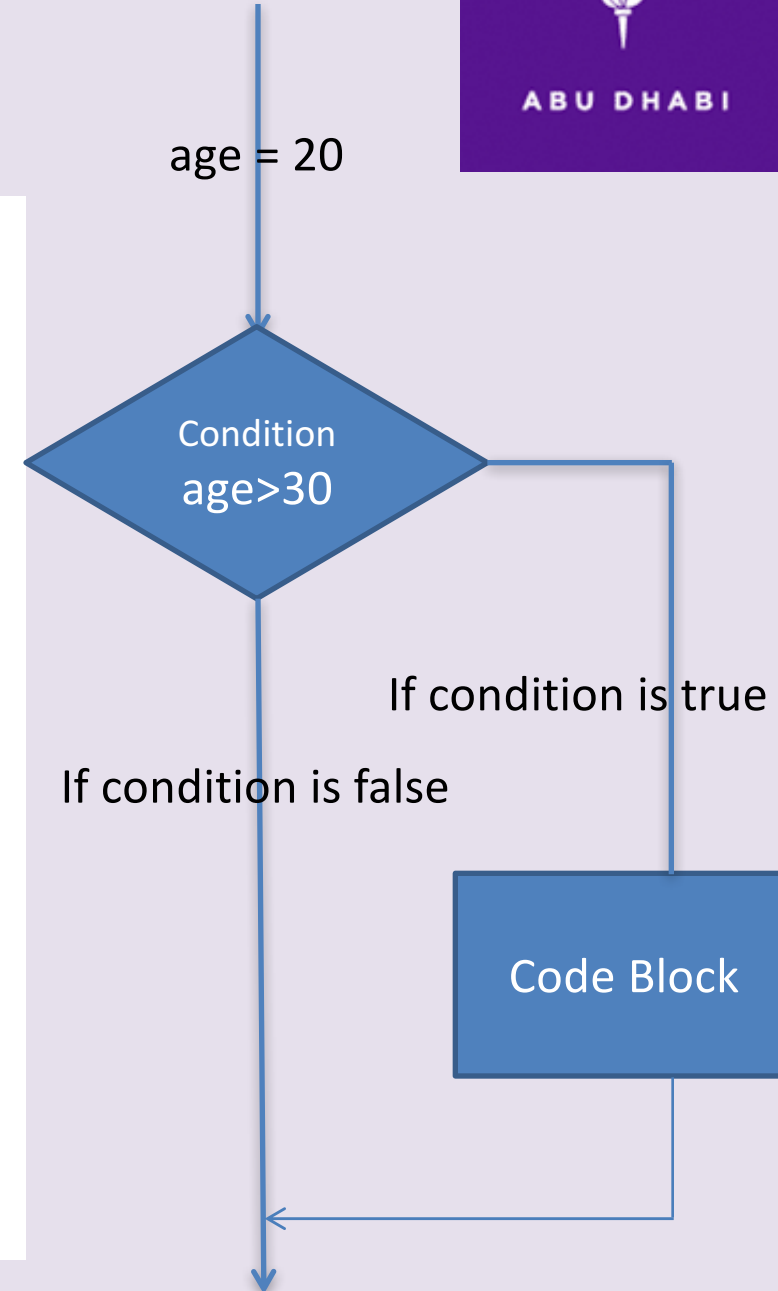 ABU DHABI
age = 20
Condition
age>30
If condition is true
If condition is false
Code Block